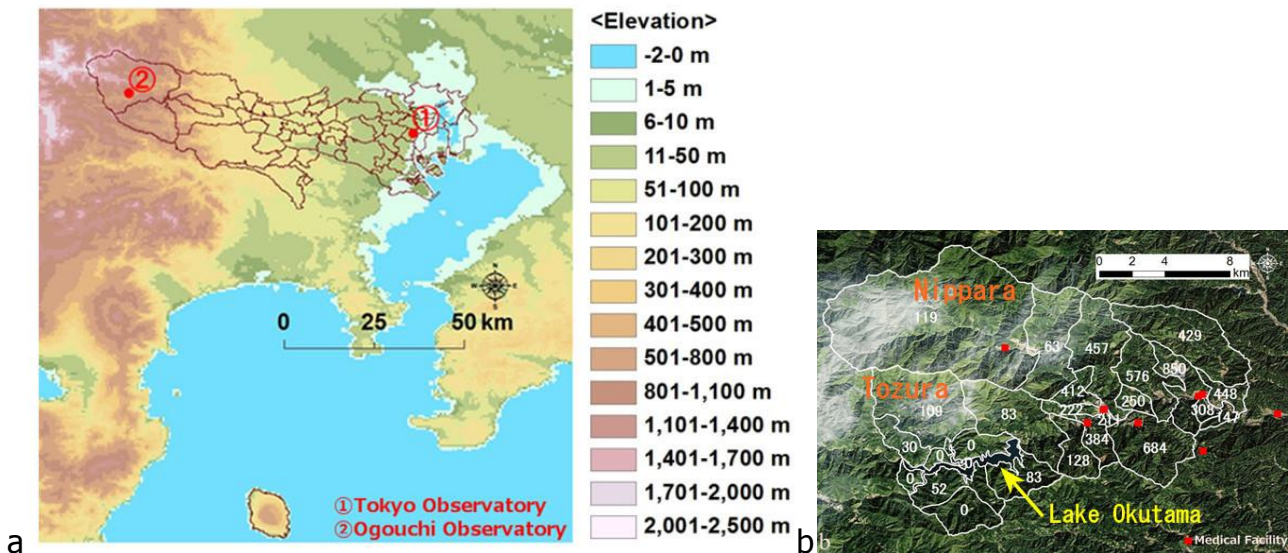 <Elevation>
-2-0 m
1-5 m
6-10 m
11-50 m
51-100 m
101-200 m
201-300 m
301-400 m
401-500 m
501-800 m
801-1,100 m
1,101-1,400 m
1,401-1,700 m
1,701-2,000 m
2,001-2,500 m
②
①
N
W E
S
0 25 50 km
①Tokyo Observatory
②Ogouchi Observatory
a
0 2 4 8
km
Nippara
119
63
457
429
850
576
Tozura
109
83
412
222
211
250
448
308
147
384
684
128
30
0
0
0
52
83
0
Lake Okutama
Medical Facility
b
b